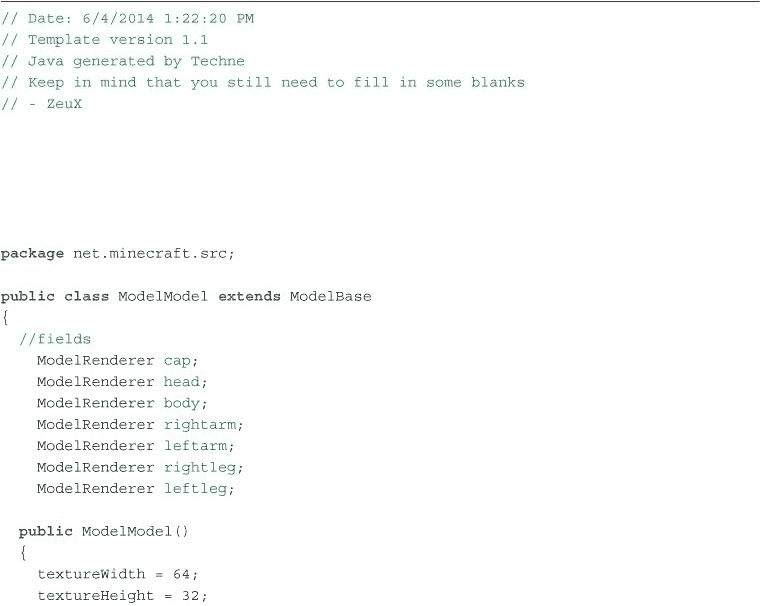 // Date: 6/4/2014 1:22:20 PM
// Template version 1.1
// Java generated by Techne
// Keep in mind that you still need to fill in some blanks
// - ZeuX
package net.minecraft.src;
public class ModelModel extends ModelBase
{
//fields
ModelRenderer cap;
ModelRenderer head;
ModelRenderer body;
ModelRenderer rightarm;
ModelRenderer leftarm;
ModelRenderer rightleg;
ModelRenderer leftleg;
public ModelModel()
{
textureWidth = 64;
textureHeight = 32;